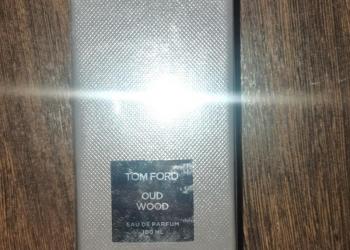 TOM FORD
OUD
WOOD
EAU DE PARFUM
100 ML